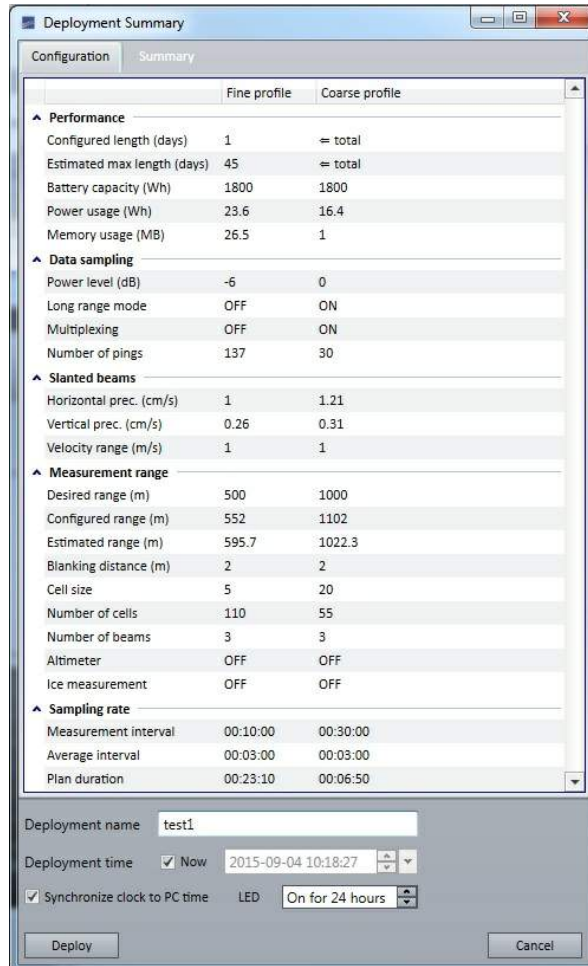 Deployment Summary
Configuration Summary
Fine profile Coarse profile
Performance
Configured length (days) 1 ⇐ total
Estimated max length (days) 45 ⇐ total
Battery capacity (Wh) 1800 1800
Power usage (Wh) 23.6 16.4
Memory usage (MB) 26.5 1
Data sampling
Power level (dB) -6 0
Long range mode OFF ON
Multiplexing OFF ON
Number of pings 137 30
Slanted beams
Horizontal prec. (cm/s) 1 1.21
Vertical prec. (cm/s) 0.26 0.31
Velocity range (m/s) 1 1
Measurement range
Desired range (m) 500 1000
Configured range (m) 552 1102
Estimated range (m) 595.7 1022.3
Blanking distance (m) 2 2
Cell size 5 20
Number of cells 110 55
Number of beams 3 3
Altimeter OFF OFF
Ice measurement OFF OFF
Sampling rate
Measurement interval 00:10:00 00:30:00
Average interval 00:03:00 00:03:00
Plan duration 00:23:10 00:06:50
Deployment name test1
Deployment time Now 2015-09-04 10:18:27
Synchronize clock to PC time LED On for 24 hours
Deploy Cancel